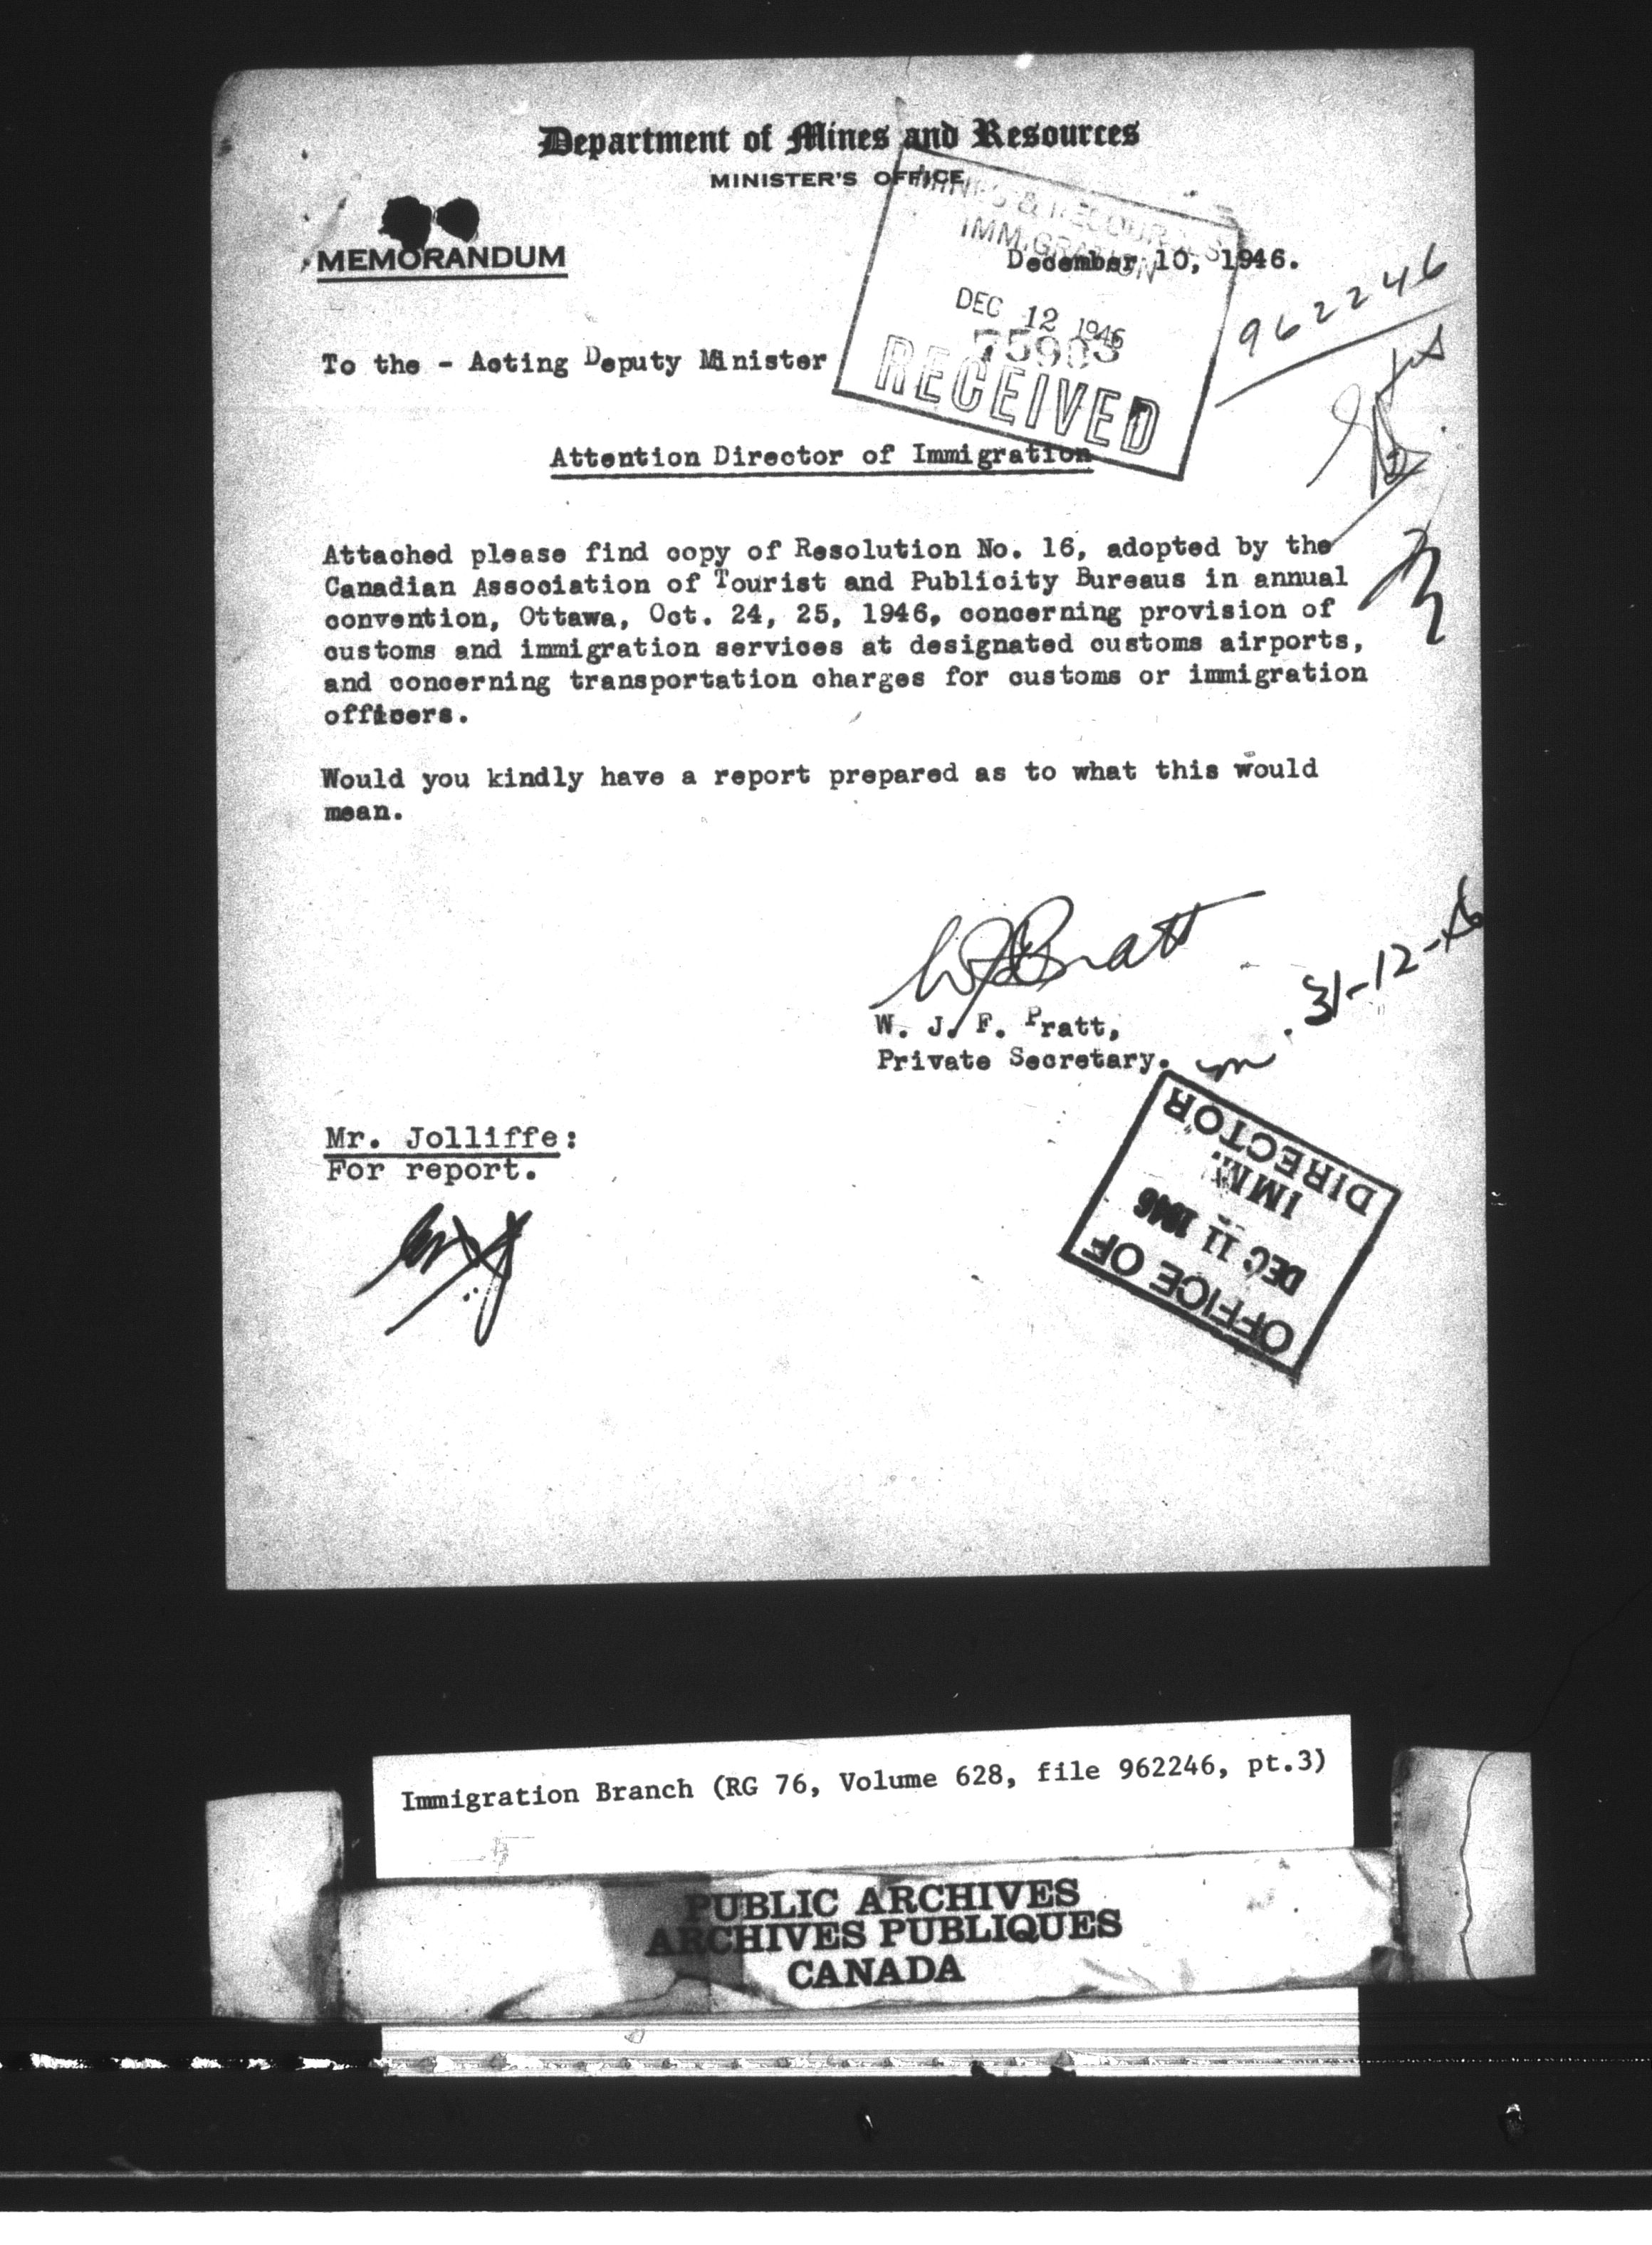 Department of Mines and Resources
MINISTER'S OFFICE
MEMORANDUM
MINES & RESOURCES
IMMIGRATION
DEC 12 1946
75903
RECEIVED
December 10, 1946.
962246
To the - Acting Deputy Minister
Attention Director of Immigration
Attached please find copy of Resolution No. 16, adopted by the
Canadian Association of Tourist and Publicity Bureaus in annual
convention, Ottawa, Oct. 24, 25, 1946, concerning provision of
customs and immigration services at designated customs airports,
and concerning transportation charges for customs or immigration
officers.
Would you kindly have a report prepared as to what this would
mean.
WJFPratt
31-12-46
W. J. F. Pratt,
Private Secretary.
Mr. Jolliffe:
For report.
OFFICE OF
DEC 11 1946
IMM.
DIRECTOR
Immigration Branch (RG 76, Volume 628, file 962246, pt.3)
PUBLIC ARCHIVES
ARCHIVES PUBLIQUES
CANADA